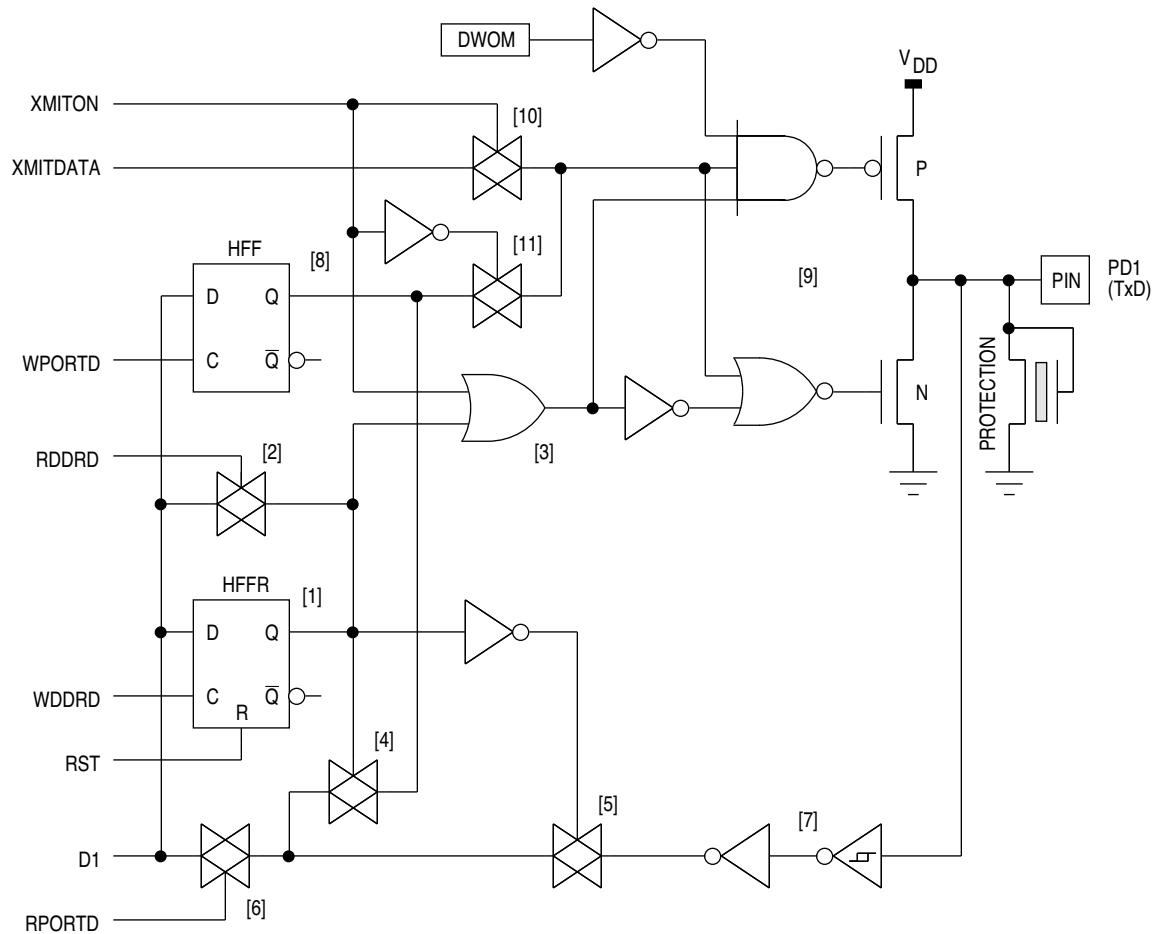 DWOM
V DD
XMITON
[10]
XMITDATA
P
HFF
[8]
[11]
D
Q
[9]
PIN
PD1
(TxD)
WPORTD
C
Q
PROTECTION
N
RDDRD
[2]
[3]
HFFR
[1]
D
Q
WDDRD
C
Q
R
RST
[4]
[5]
[7]
D1
RPORTD
[6]